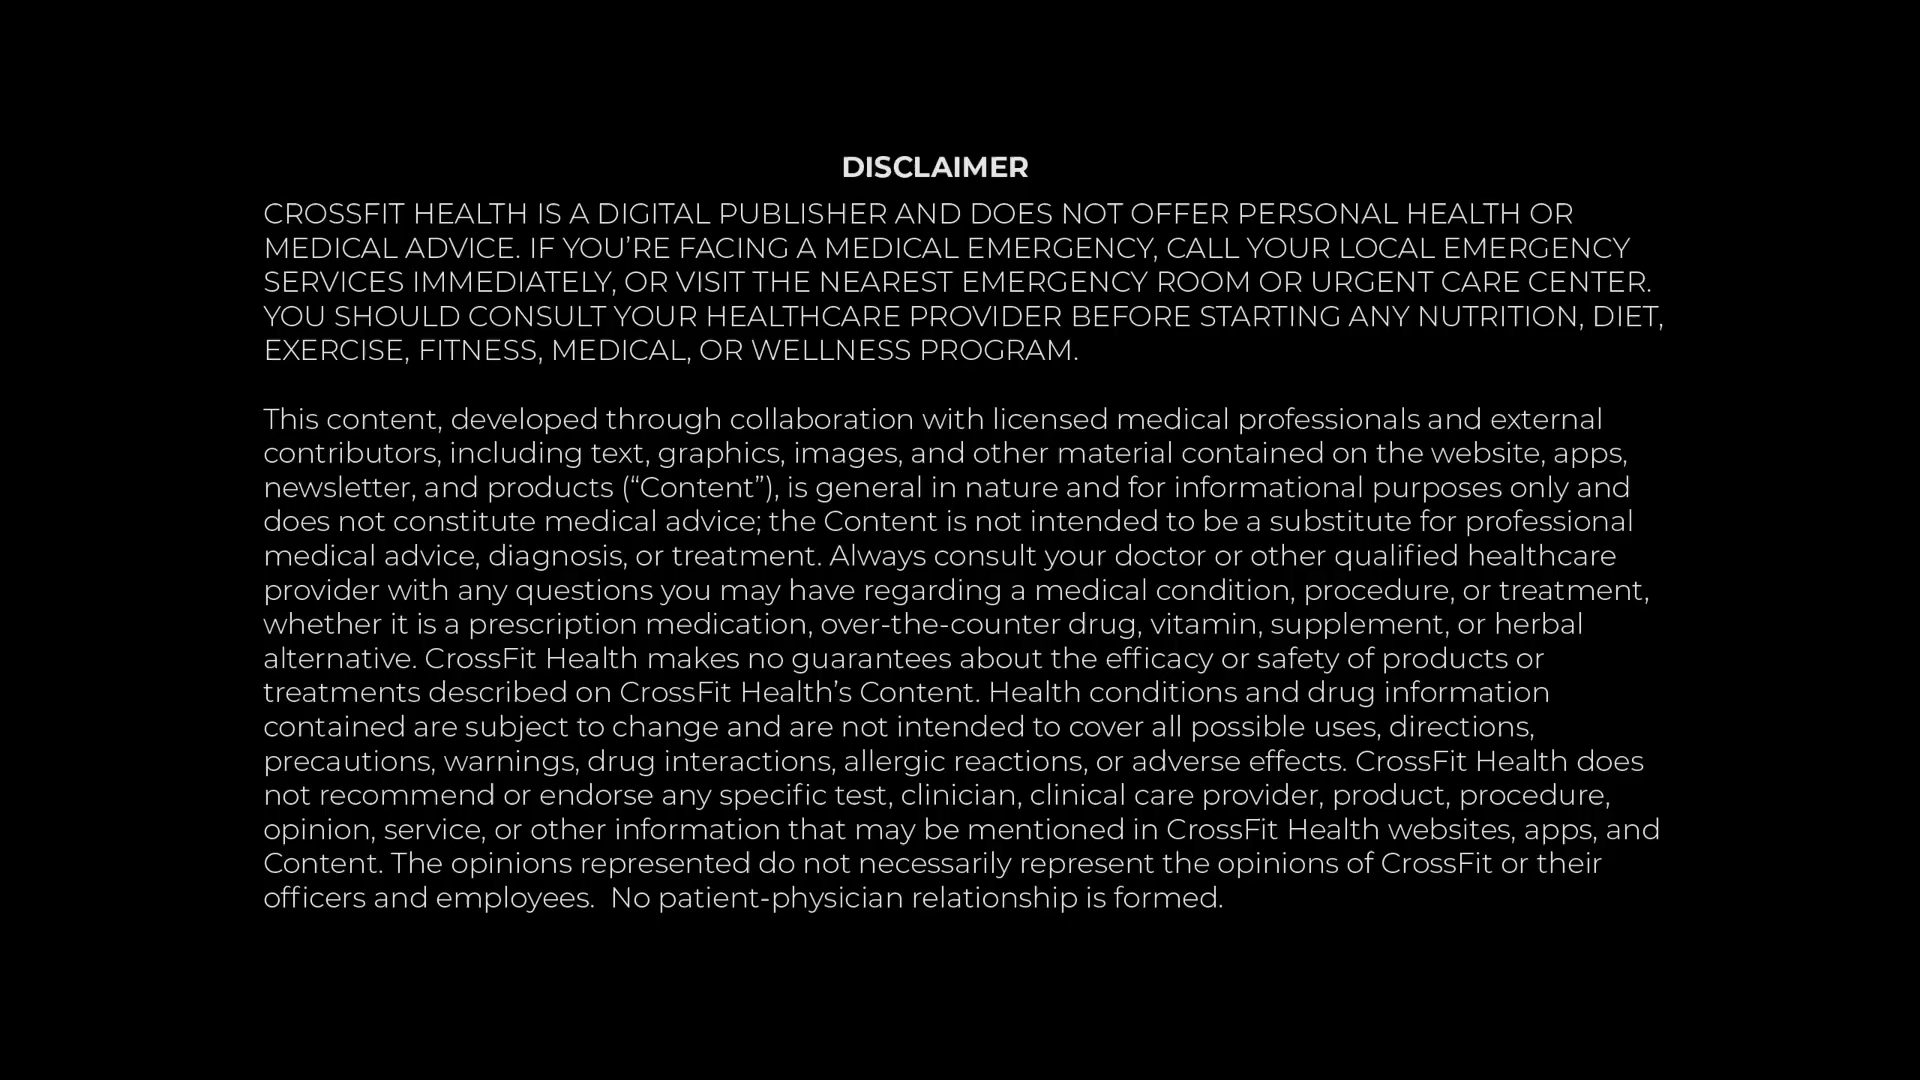 DISCLAIMER
CROSSFIT HEALTH IS A DIGITAL PUBLISHER AND DOES NOT OFFER PERSONAL HEALTH OR
MEDICAL ADVICE. IF YOU’RE FACING A MEDICAL EMERGENCY, CALL YOUR LOCAL EMERGENCY
SERVICES IMMEDIATELY, OR VISIT THE NEAREST EMERGENCY ROOM OR URGENT CARE CENTER.
YOU SHOULD CONSULT YOUR HEALTHCARE PROVIDER BEFORE STARTING ANY NUTRITION, DIET,
EXERCISE, FITNESS, MEDICAL, OR WELLNESS PROGRAM.
This content, developed through collaboration with licensed medical professionals and external
contributors, including text, graphics, images, and other material contained on the website, apps,
newsletter, and products (“Content”), is general in nature and for informational purposes only and
does not constitute medical advice; the Content is not intended to be a substitute for professional
medical advice, diagnosis, or treatment. Always consult your doctor or other qualified healthcare
provider with any questions you may have regarding a medical condition, procedure, or treatment,
whether it is a prescription medication, over-the-counter drug, vitamin, supplement, or herbal
alternative. CrossFit Health makes no guarantees about the efficacy or safety of products or
treatments described on CrossFit Health’s Content. Health conditions and drug information
contained are subject to change and are not intended to cover all possible uses, directions,
precautions, warnings, drug interactions, allergic reactions, or adverse effects. CrossFit Health does
not recommend or endorse any specific test, clinician, clinical care provider, product, procedure,
opinion, service, or other information that may be mentioned in CrossFit Health websites, apps, and
Content. The opinions represented do not necessarily represent the opinions of CrossFit or their
officers and employees.  No patient-physician relationship is formed.